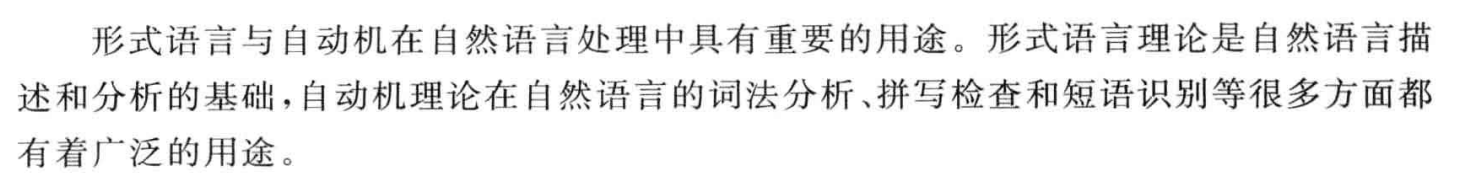 形式语言与自动机在自然语言处理中具有重要的用途。形式语言理论是自然语言描
述和分析的基础,自动机理论在自然语言的词法分析、拼写检查和短语识别等很多方面都
有着广泛的用途。